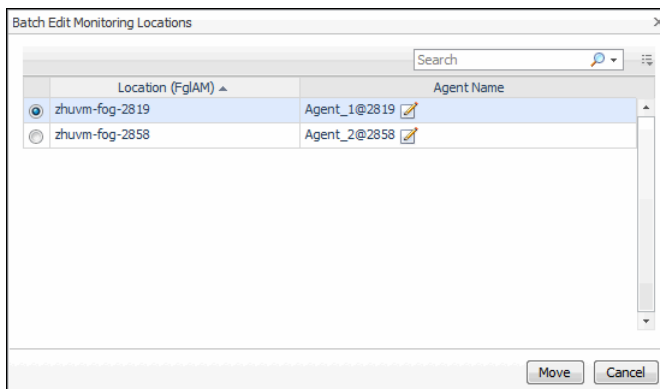 Batch Edit Monitoring Locations
Search
Location (FglAM) Agent Name
zhuvm-fog-2819 Agent_1@2819
zhuvm-fog-2858 Agent_2@2858
Move Cancel